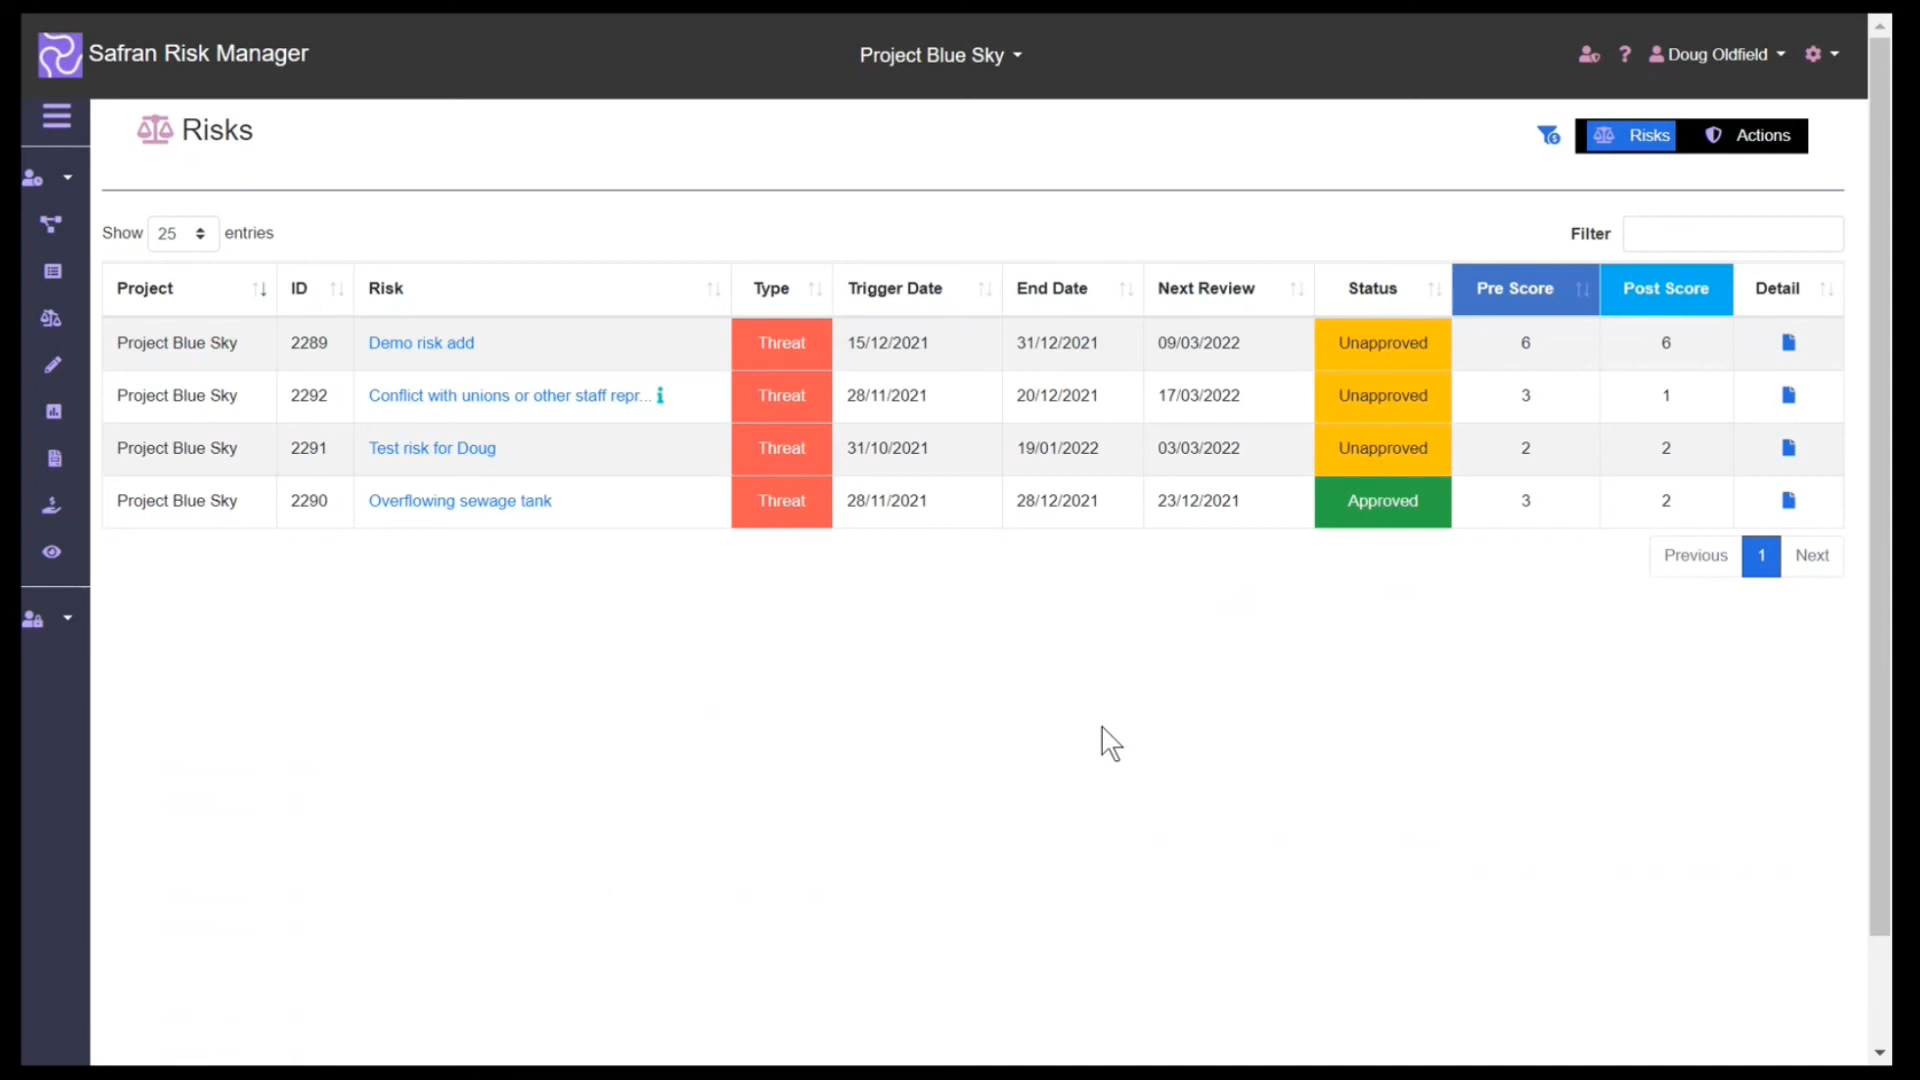 Safran Risk Manager
Project Blue Sky
? Doug Oldfield
Risks
Risks Actions
Show 25 entries
Filter
Project ID Risk Type Trigger Date End Date Next Review Status Pre Score Post Score Detail
Project Blue Sky 2289 Demo risk add Threat 15/12/2021 31/12/2021 09/03/2022 Unapproved 6 6
Project Blue Sky 2292 Conflict with unions or other staff repr... Threat 28/11/2021 20/12/2021 17/03/2022 Unapproved 3 1
Project Blue Sky 2291 Test risk for Doug Threat 31/10/2021 19/01/2022 03/03/2022 Unapproved 2 2
Project Blue Sky 2290 Overflowing sewage tank Threat 28/11/2021 28/12/2021 23/12/2021 Approved 3 2
Previous 1 Next